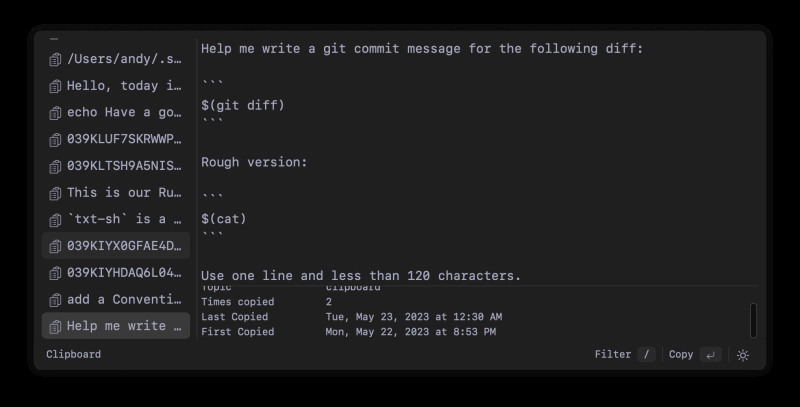 /Users/andy/.s…
Hello, today i…
echo Have a go…
039KLUF7SKRWWP…
039KLTSH9A5NIS…
This is our Ru…
`txt-sh` is a …
039KIYX0GFAE4D…
039KIYHDAQ6L04…
add a Conventi…
Help me write …
Help me write a git commit message for the following diff:
```
$(git diff)
```
Rough version:
```
$(cat)
```
Use one line and less than 120 characters.
Topic clipboard
Times copied 2
Last Copied Tue, May 23, 2023 at 12:30 AM
First Copied Mon, May 22, 2023 at 8:53 PM
Clipboard Filter / Copy ↵